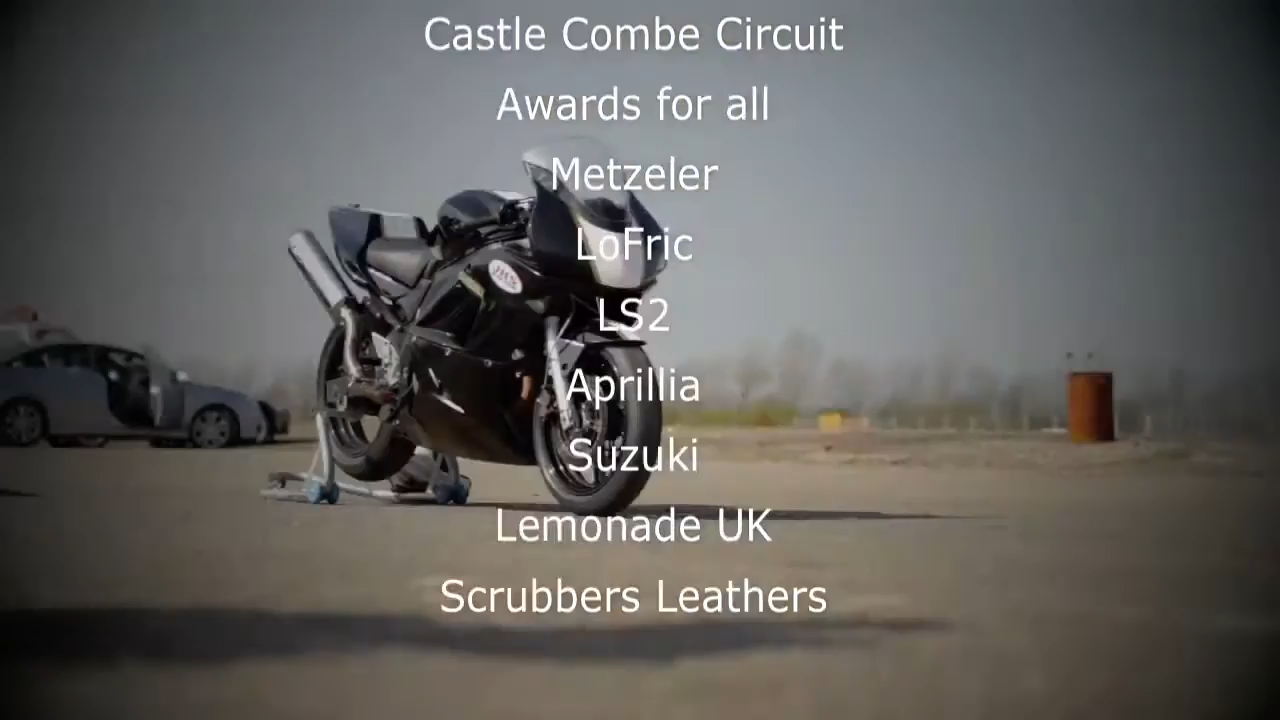 Castle Combe Circuit
Awards for all
Metzeler
LoFric
LS2
Aprillia
Suzuki
Lemonade UK
Scrubbers Leathers